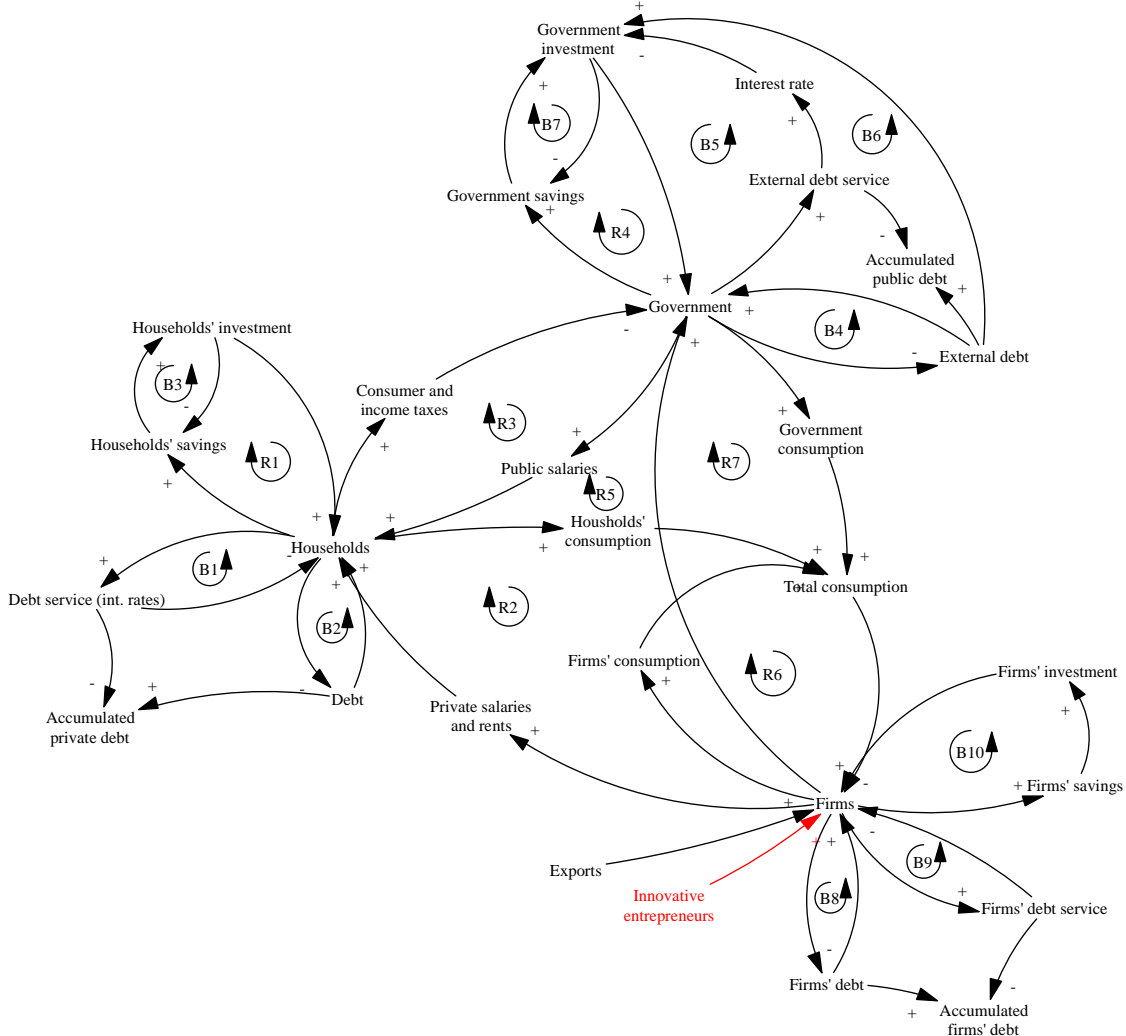 +
Government
investment
-
Interest rate
+
+
B7
B5
B6
-
External debt service
Government savings
+
+
R4
-
Accumulated
public debt
+
+
Government
+
-
+
B4
Households' investment
-
External debt
+
B3
Consumer and
income taxes
-
+
Government
consumption
R3
+
+
Households' savings
R1
R7
Public salaries
+
R5
+
+
Housholds'
consumption
+
+
+
Households
-
+
+
B1
+
+
Total consumption
Debt service (int. rates)
R2
B2
Firms' consumption
+
R6
Firms' investment
-
+
-
Debt
Accumulated
private debt
Private salaries
and rents
+
+
B10
+
-
+
Firms' savings
+
Firms
-
+
+
B9
Exports
+
Innovative
entrepreneurs
B8
Firms' debt service
-
Firms' debt
-
+
Accumulated
firms' debt